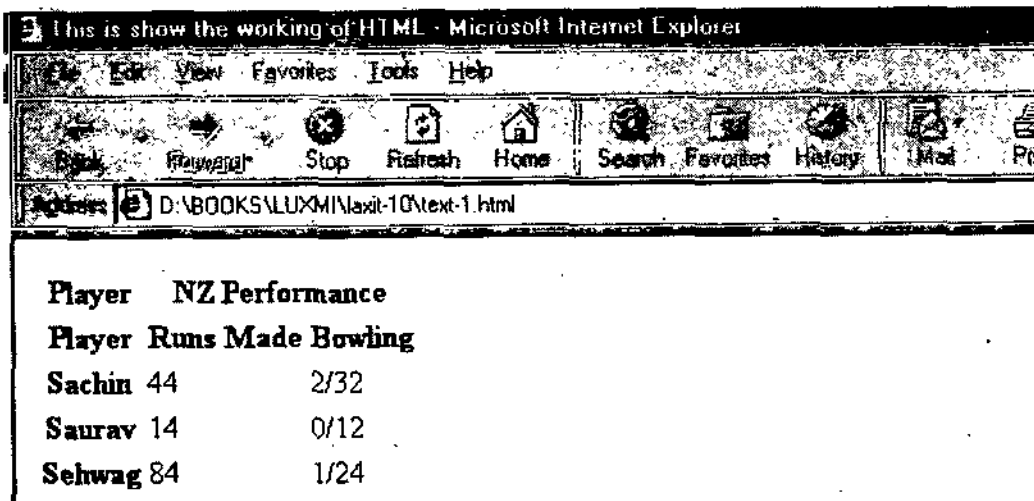 This is show the working of HTML - Microsoft Internet Explorer
File Edit View Favorites Tools Help
Back Forward Stop Refresh Home Search Favorites History Mail
Address D:\BOOKS\LUXMI\laxit-10\text-1.html
Player NZ Performance
Player Runs Made Bowling
Sachin 44 2/32
Saurav 14 0/12
Sehwag 84 1/24